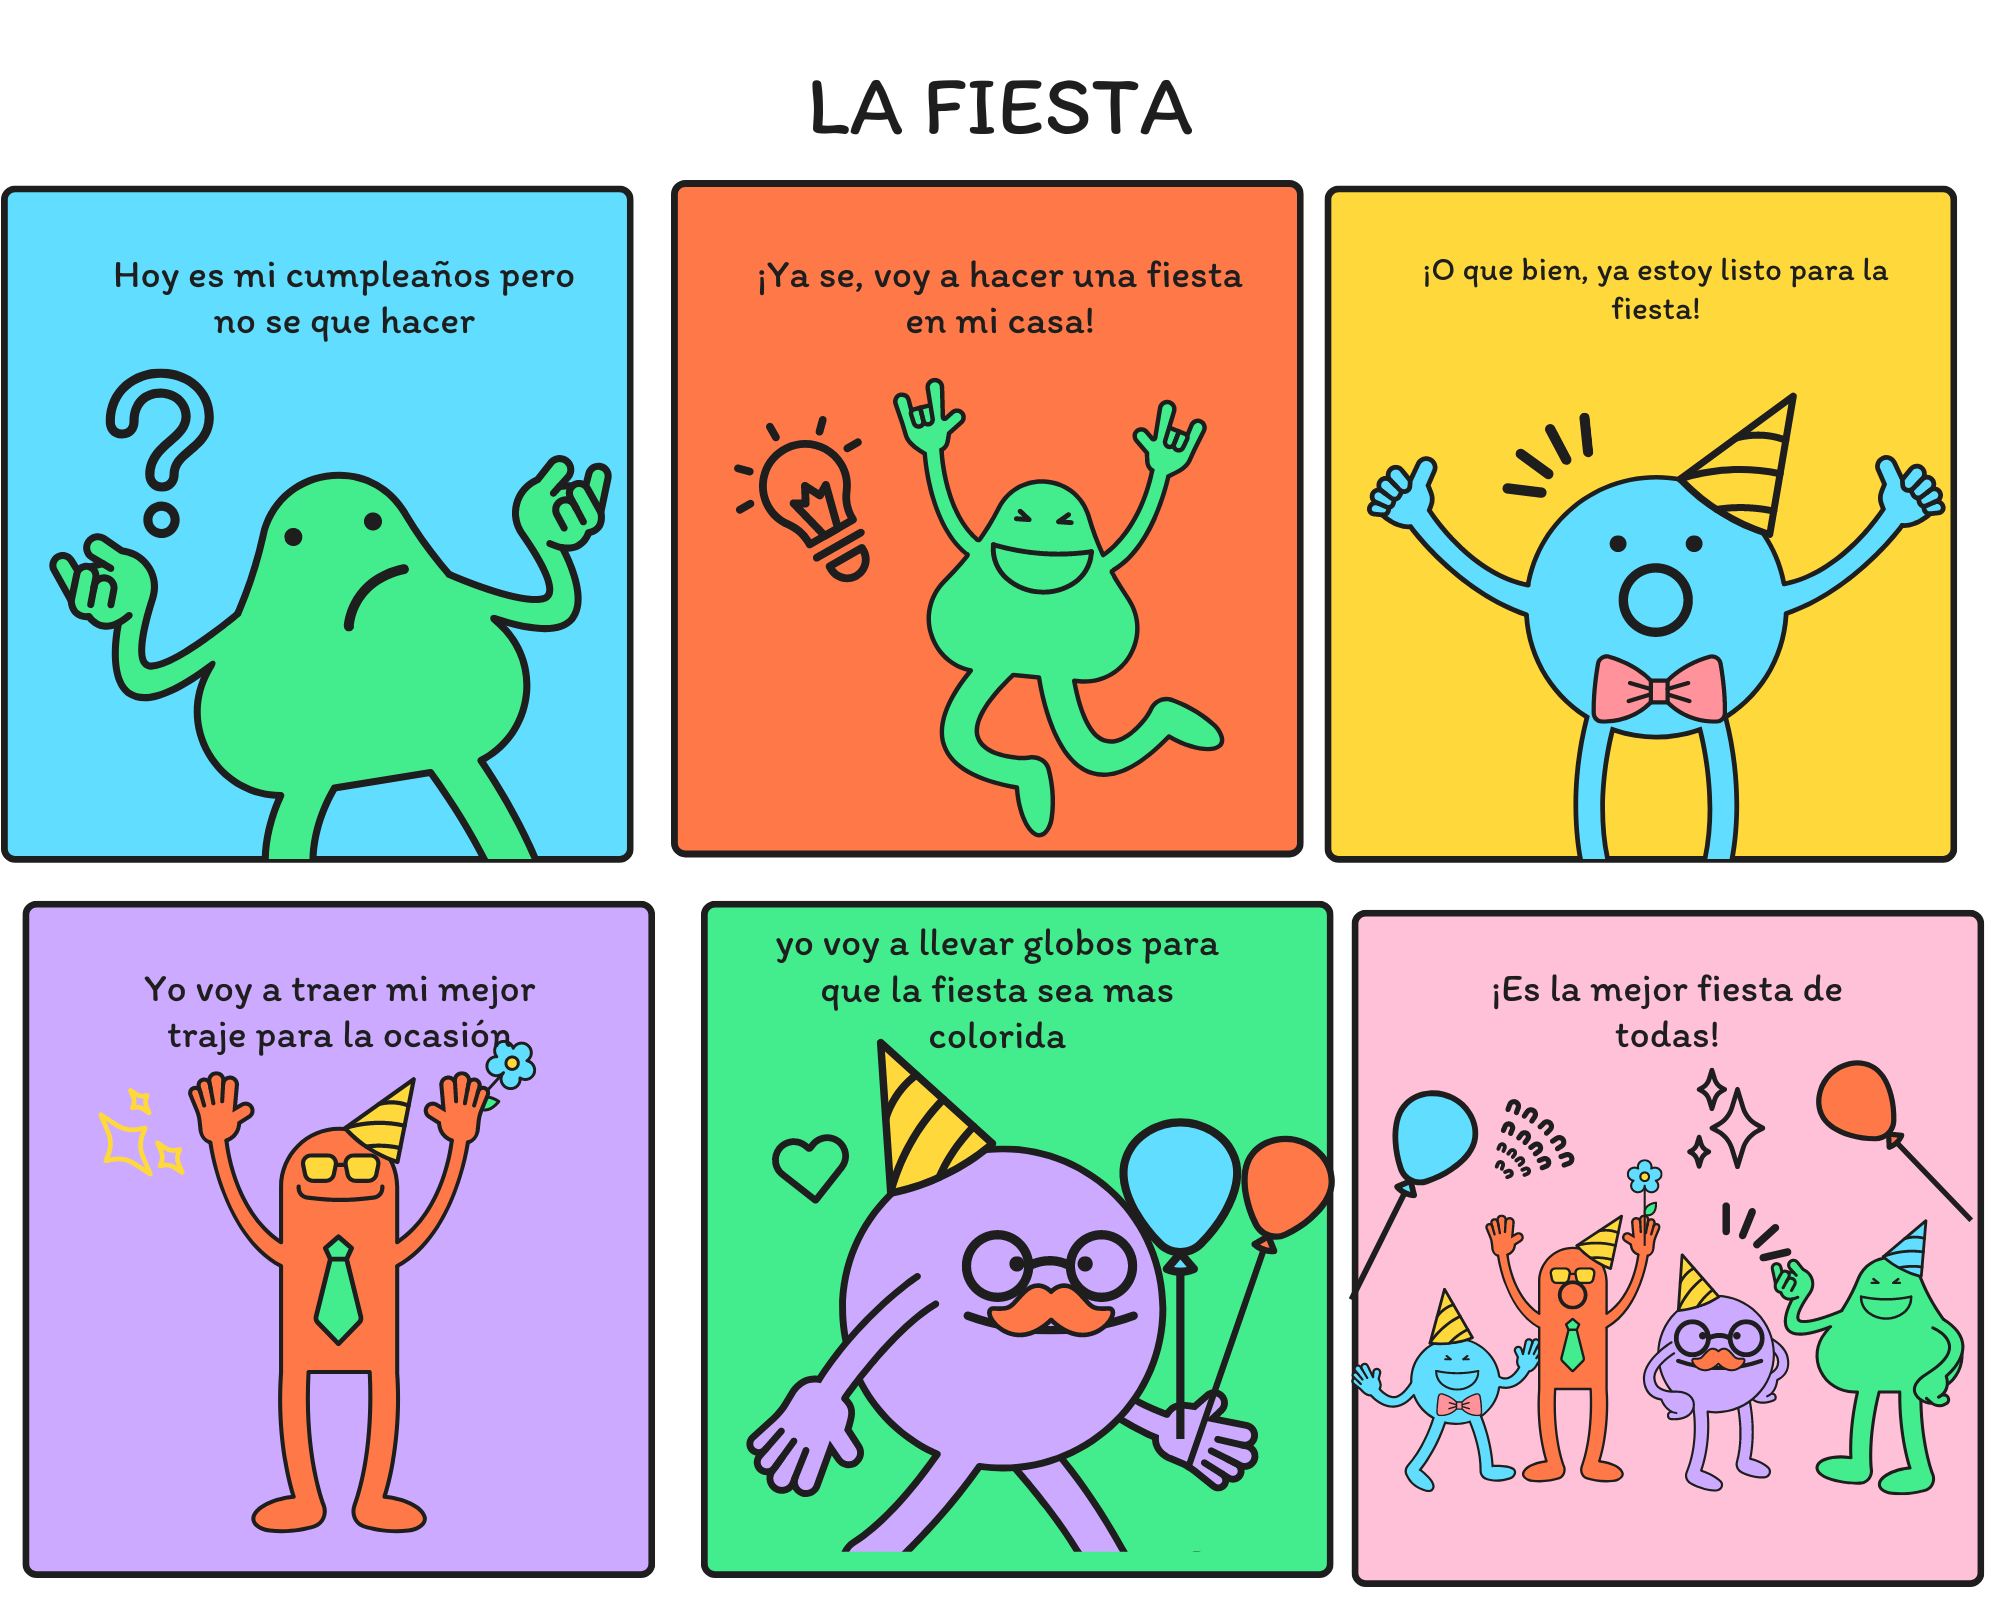 LA FIESTA
Hoy es mi cumpleaños pero
no se que hacer
¡Ya se, voy a hacer una fiesta
en mi casa!
¡O que bien, ya estoy listo para la
fiesta!
Yo voy a traer mi mejor
traje para la ocasión
yo voy a llevar globos para
que la fiesta sea mas
colorida
¡Es la mejor fiesta de
todas!